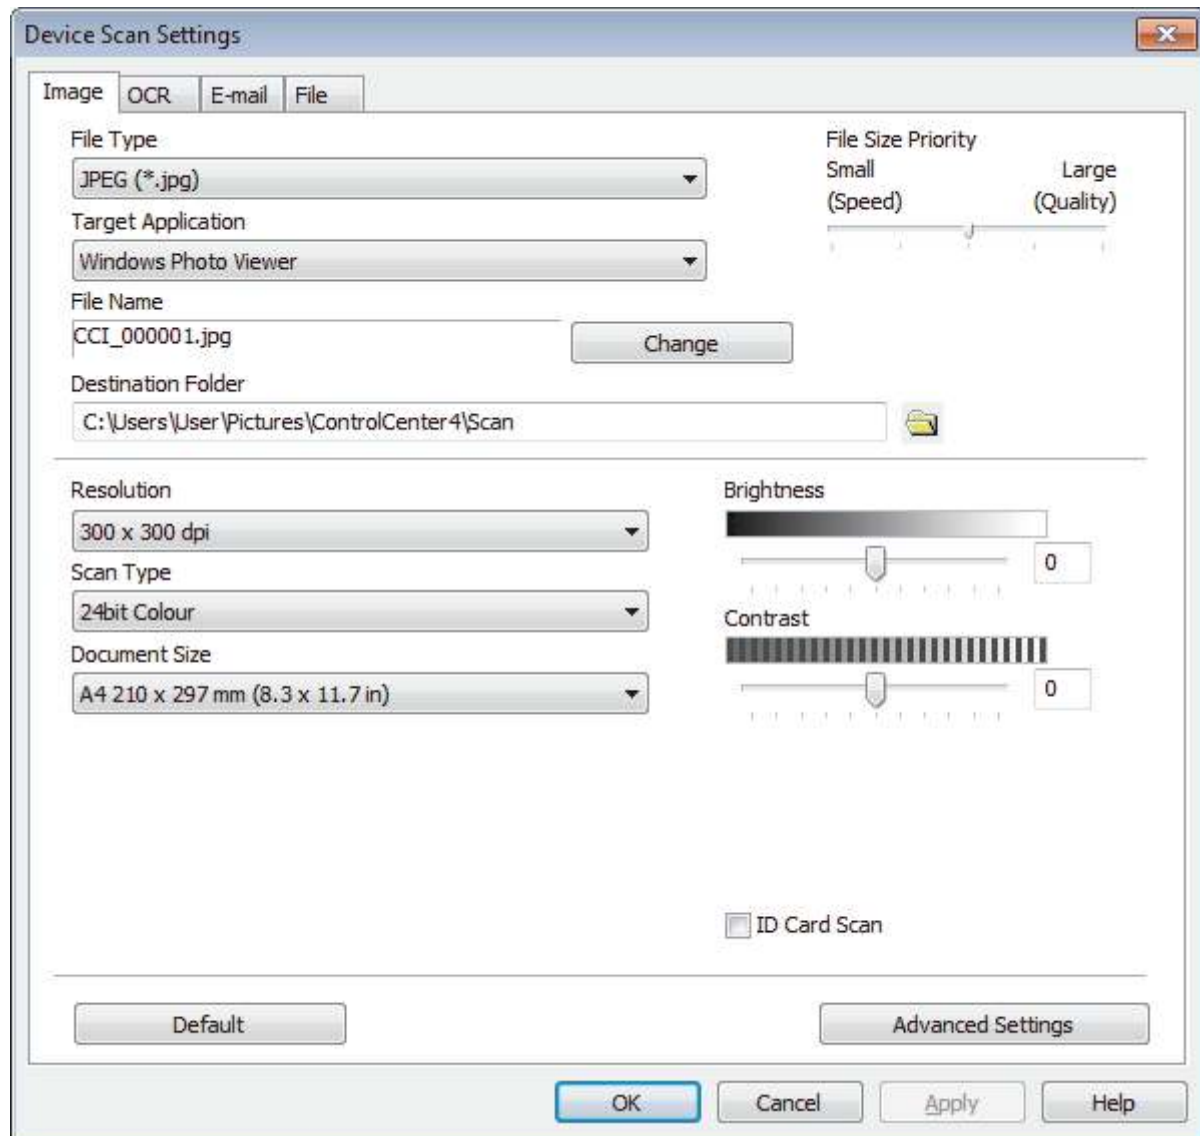 Device Scan Settings
Image OCR E-mail File
File Type
JPEG (*.jpg)
File Size Priority
Small Large
(Speed) (Quality)
Target Application
Windows Photo Viewer
File Name
CCI_000001.jpg
Change
Destination Folder
C:\Users\User\Pictures\ControlCenter4\Scan
Resolution
300 x 300 dpi
Scan Type
24bit Colour
Document Size
A4 210 x 297 mm (8.3 x 11.7 in)
Brightness
0
Contrast
0
ID Card Scan
Default Advanced Settings
OK Cancel Apply Help